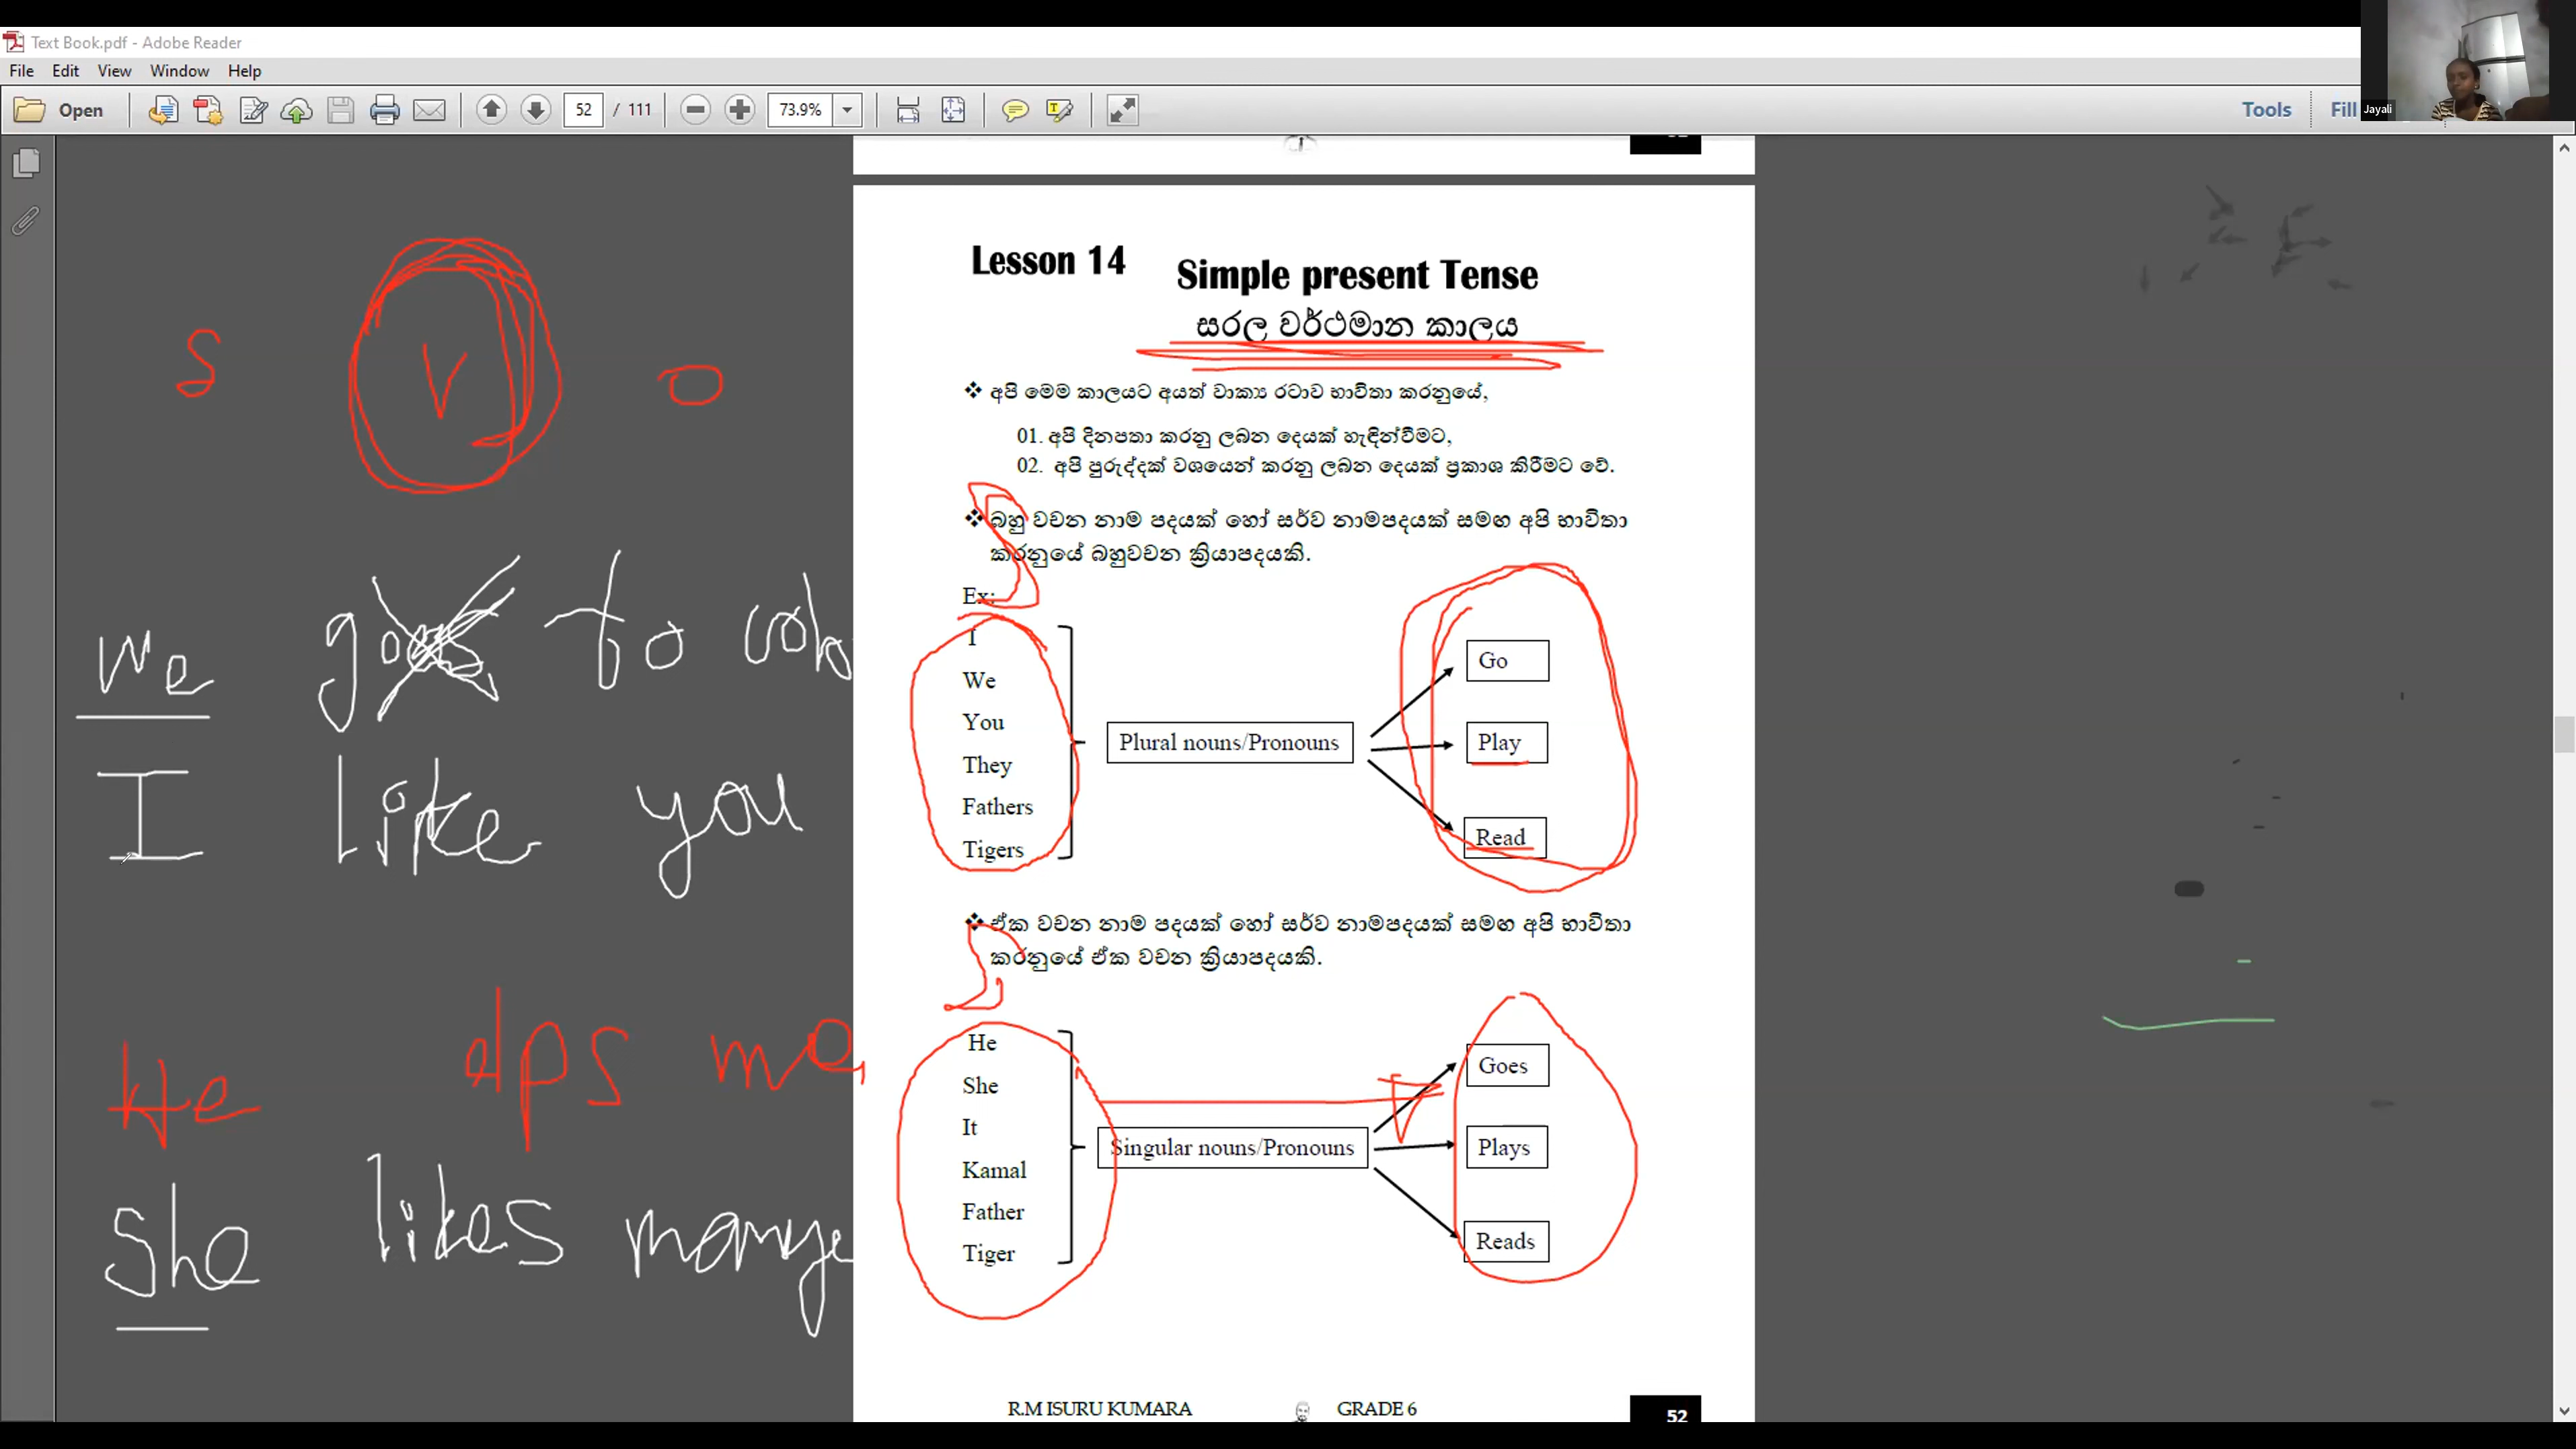 Text Book.pdf - Adobe Reader
File Edit View Window Help
Open 52 / 111 73.9% Tools Fill
Jayali
S V O
We go to
I like you
He
She likes
Lesson 14
Simple present Tense
සරල වර්ථමාන කාලය
❖ අපි මෙම කාලයට අයත් වාක්‍ය රටාව භාවිතා කරනුයේ,
01. අපි දිනපතා කරනු ලබන දෙයක් හැඳින්වීමට,
02. අපි පුරුද්දක් වශයෙන් කරනු ලබන දෙයක් ප්‍රකාශ කිරීමට වේ.
❖ බහු වචන නාම පදයක් හෝ සර්ව නාමපදයක් සමඟ අපි භාවිතා
කරනුයේ බහුවචන ක්‍රියාපදයකි.
Ex:
I
We
You
They
Fathers
Tigers
Plural nouns/Pronouns
Go
Play
Read
❖ ඒක වචන නාම පදයක් හෝ සර්ව නාමපදයක් සමඟ අපි භාවිතා
කරනුයේ ඒක වචන ක්‍රියාපදයකි.
He
She
It
Kamal
Father
Tiger
Singular nouns/Pronouns
Goes
Plays
Reads
R.M ISURU KUMARA GRADE 6 52